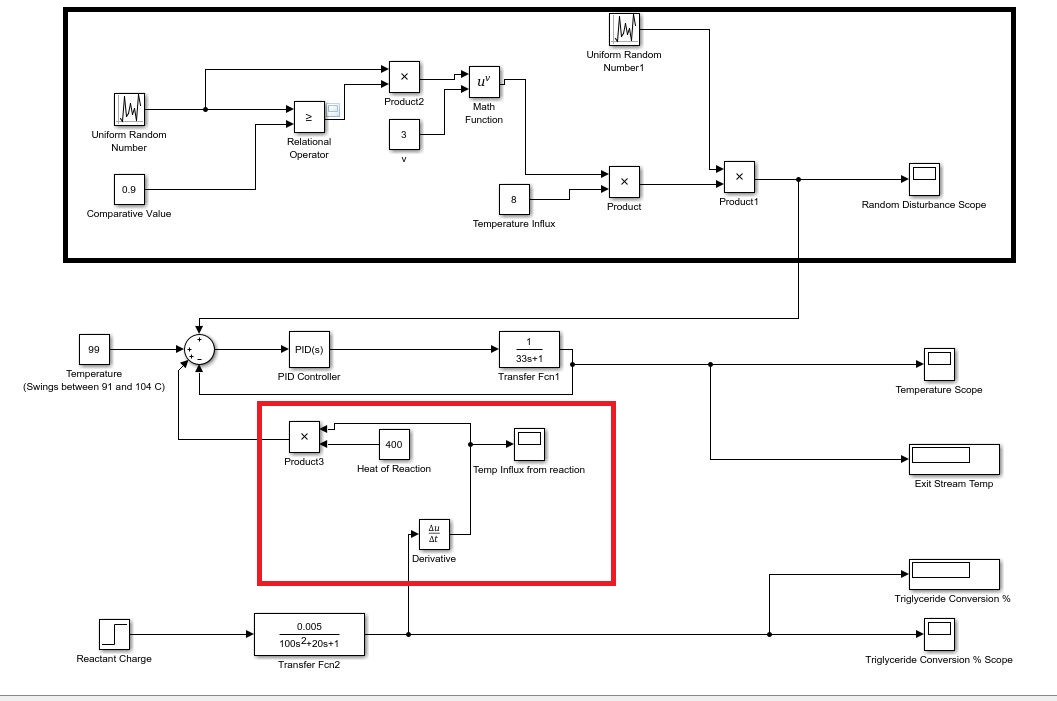 Uniform Random
Number1
×
Product2
u^v
Math
Function
Uniform Random
Number
≥
Relational
Operator
3
v
0.9
Comparative Value
8
Temperature Influx
×
Product
×
Product1
Random Disturbance Scope
99
Temperature
(Swings between 91 and 104 C)
+
+
+
−
PID(s)
PID Controller
1
33s+1
Transfer Fcn1
Temperature Scope
×
Product3
400
Heat of Reaction
Temp Influx from reaction
Exit Stream Temp
Δu
Δt
Derivative
Triglyceride Conversion %
Reactant Charge
0.005
100s²+20s+1
Transfer Fcn2
Triglyceride Conversion % Scope